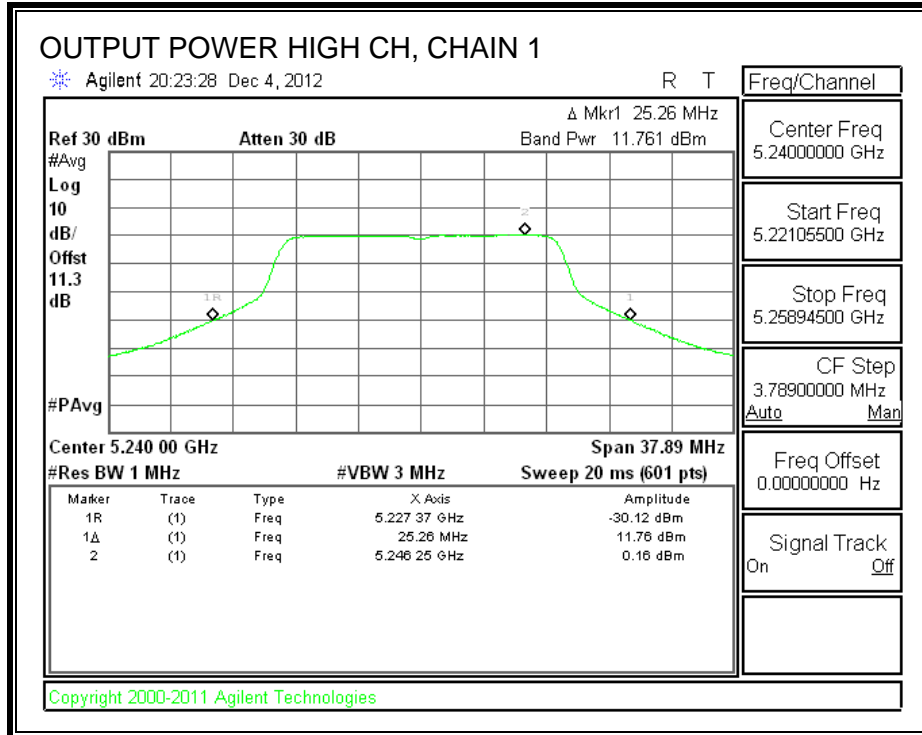 OUTPUT POWER HIGH CH, CHAIN 1
Agilent 20:23:28 Dec 4, 2012 R T
Δ Mkr1 25.26 MHz
Ref 30 dBm Atten 30 dB Band Pwr 11.761 dBm
#Avg
Log
10
dB/
Offst
11.3
dB
#PAvg
1R
2
1
Center 5.240 00 GHz Span 37.89 MHz
#Res BW 1 MHz #VBW 3 MHz Sweep 20 ms (601 pts)
Marker Trace Type X Axis Amplitude
1R (1) Freq 5.227 37 GHz -30.12 dBm
1Δ (1) Freq 25.26 MHz 11.76 dBm
2 (1) Freq 5.246 25 GHz 0.16 dBm
Copyright 2000-2011 Agilent Technologies
Freq/Channel
Center Freq
5.24000000 GHz
Start Freq
5.22105500 GHz
Stop Freq
5.25894500 GHz
CF Step
3.78900000 MHz
Auto Man
Freq Offset
0.00000000 Hz
Signal Track
On Off